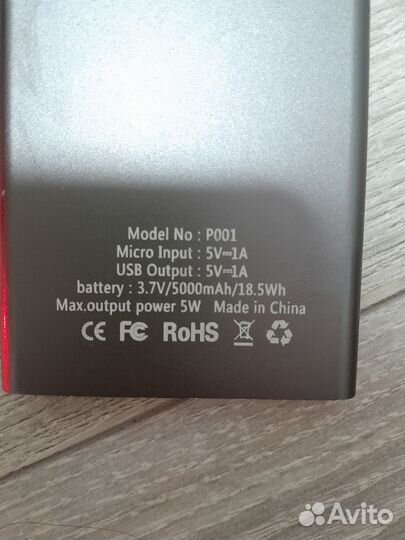 Model No : P001
Micro Input : 5V⎓1A
USB Output : 5V⎓1A
battery : 3.7V/5000mAh/18.5Wh
Max.output power 5W Made in China
CE FC RoHS
Avito